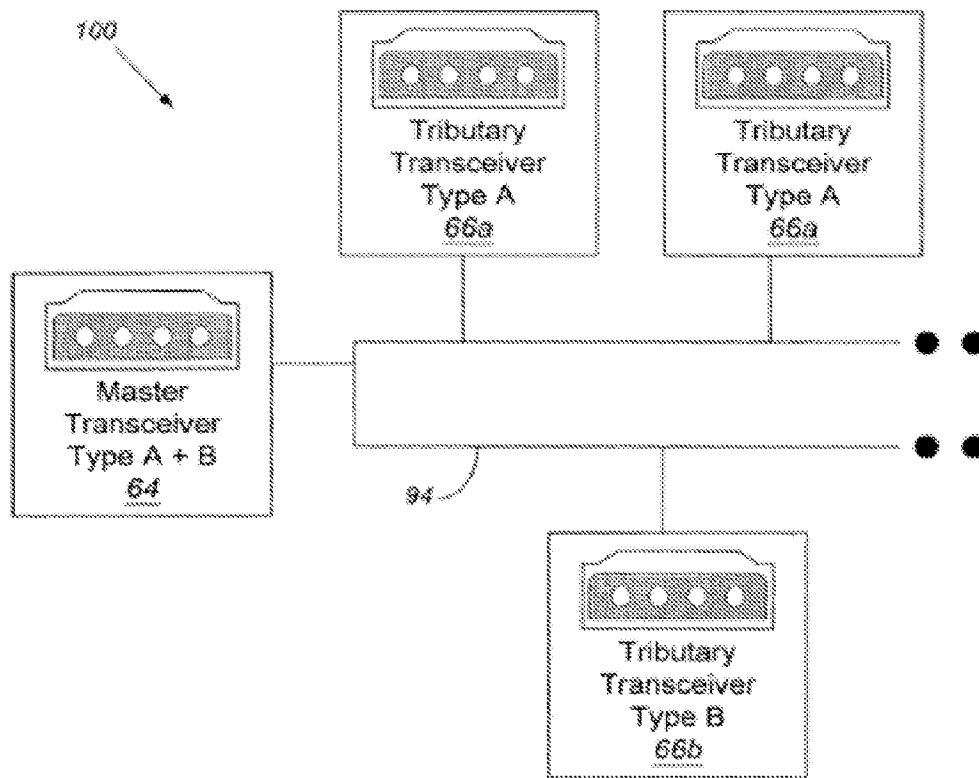 100
Tributary
Transceiver
Type A
66a
Tributary
Transceiver
Type A
66a
Master
Transceiver
Type A + B
64
94
Tributary
Transceiver
Type B
66b